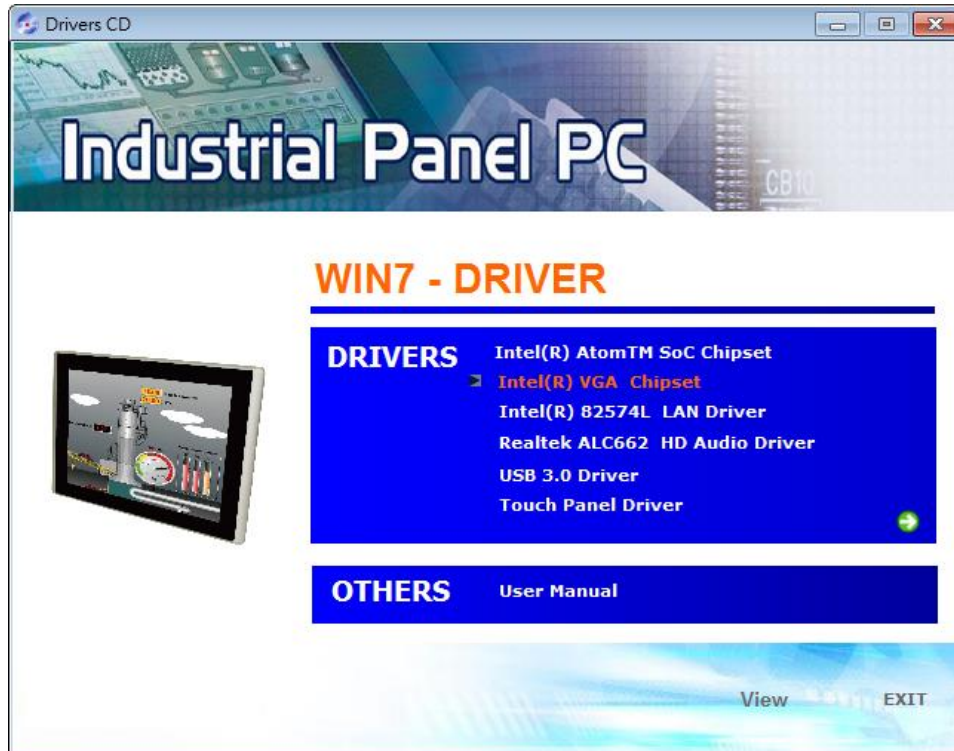 Drivers CD
Industrial Panel PC
CB10
WIN7 - DRIVER
DRIVERS
Intel(R) AtomTM SoC Chipset
Intel(R) VGA Chipset
Intel(R) 82574L LAN Driver
Realtek ALC662 HD Audio Driver
USB 3.0 Driver
Touch Panel Driver
OTHERS
User Manual
View
EXIT